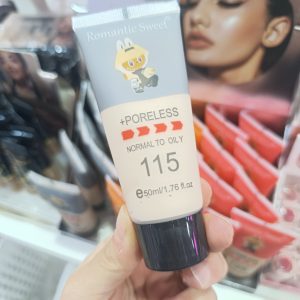 Romantic Sweet
+PORELESS
NORMAL TO OILY
115
℮50ml/1.76 fl.oz